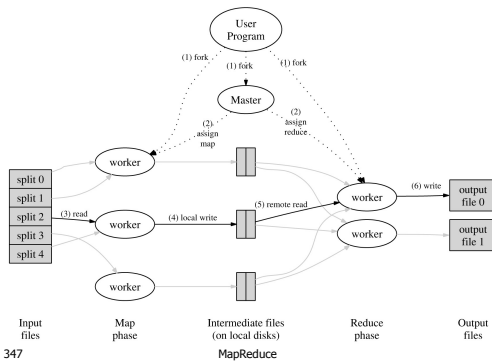 User
Program
(1) fork
(1) fork
(1) fork
Master
(2)
assign
map
(2)
assign
reduce
worker
split 0
split 1
split 2
split 3
split 4
(3) read
worker
(4) local write
(5) remote read
worker
(6) write
output
file 0
worker
output
file 1
worker
Input
files
Map
phase
Intermediate files
(on local disks)
Reduce
phase
Output
files
347
MapReduce